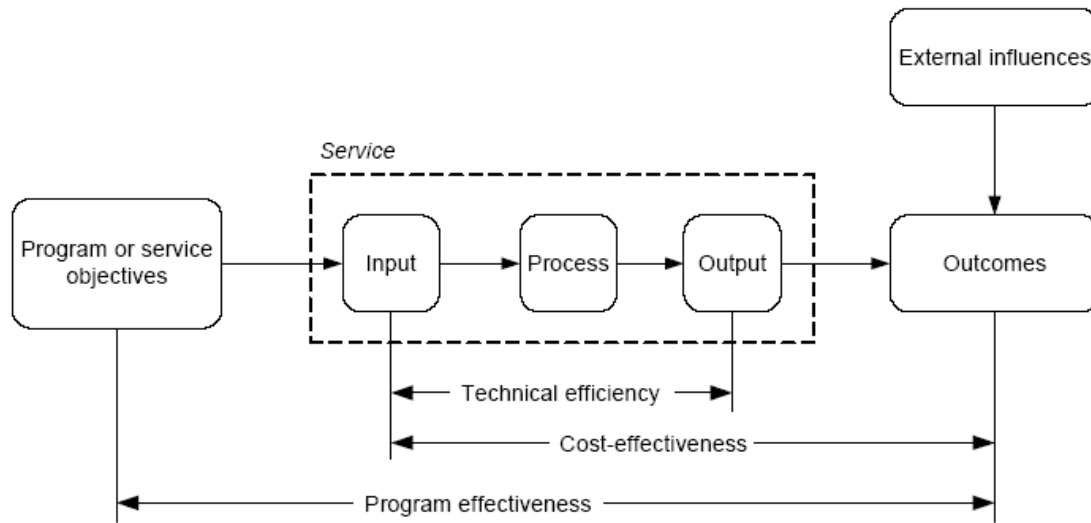 External influences
Service
Program or service
objectives
Input
Process
Output
Outcomes
Technical efficiency
Cost-effectiveness
Program effectiveness